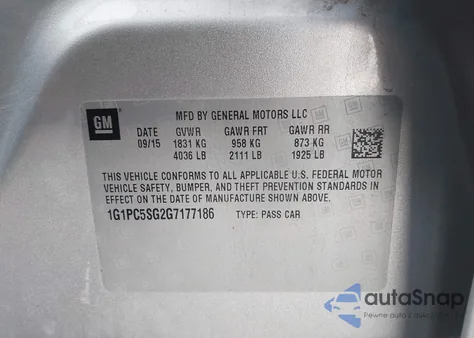 GM
MFD BY GENERAL MOTORS LLC
DATE GVWR GAWR FRT GAWR RR
09/15 1831 KG 958 KG 873 KG
4036 LB 2111 LB 1925 LB
THIS VEHICLE CONFORMS TO ALL APPLICABLE U.S. FEDERAL MOTOR
VEHICLE SAFETY, BUMPER, AND THEFT PREVENTION STANDARDS IN
EFFECT ON THE DATE OF MANUFACTURE SHOWN ABOVE.
1G1PC5SG2G7177186 TYPE: PASS CAR
autoSnap
Pewne auta z